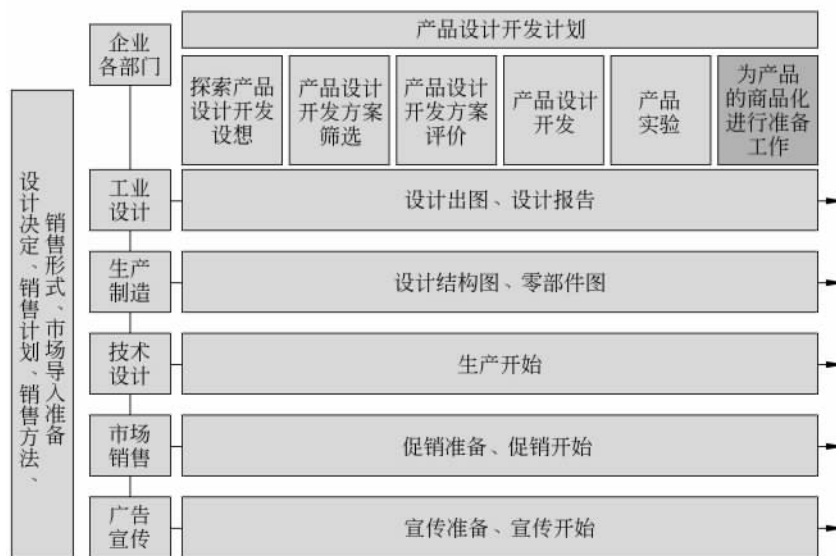 企业
各部门
产品设计开发计划
探索产品
设计开发
设想
产品设计
开发方案
筛选
产品设计
开发方案
评价
产品设计
开发
产品
实验
为产品
的商品化
进行准备
工作
设计决定、销售计划、销售方法、
销售形式、市场导入准备
工业
设计
设计出图、设计报告
生产
制造
设计结构图、零部件图
技术
设计
生产开始
市场
销售
促销准备、促销开始
广告
宣传
宣传准备、宣传开始